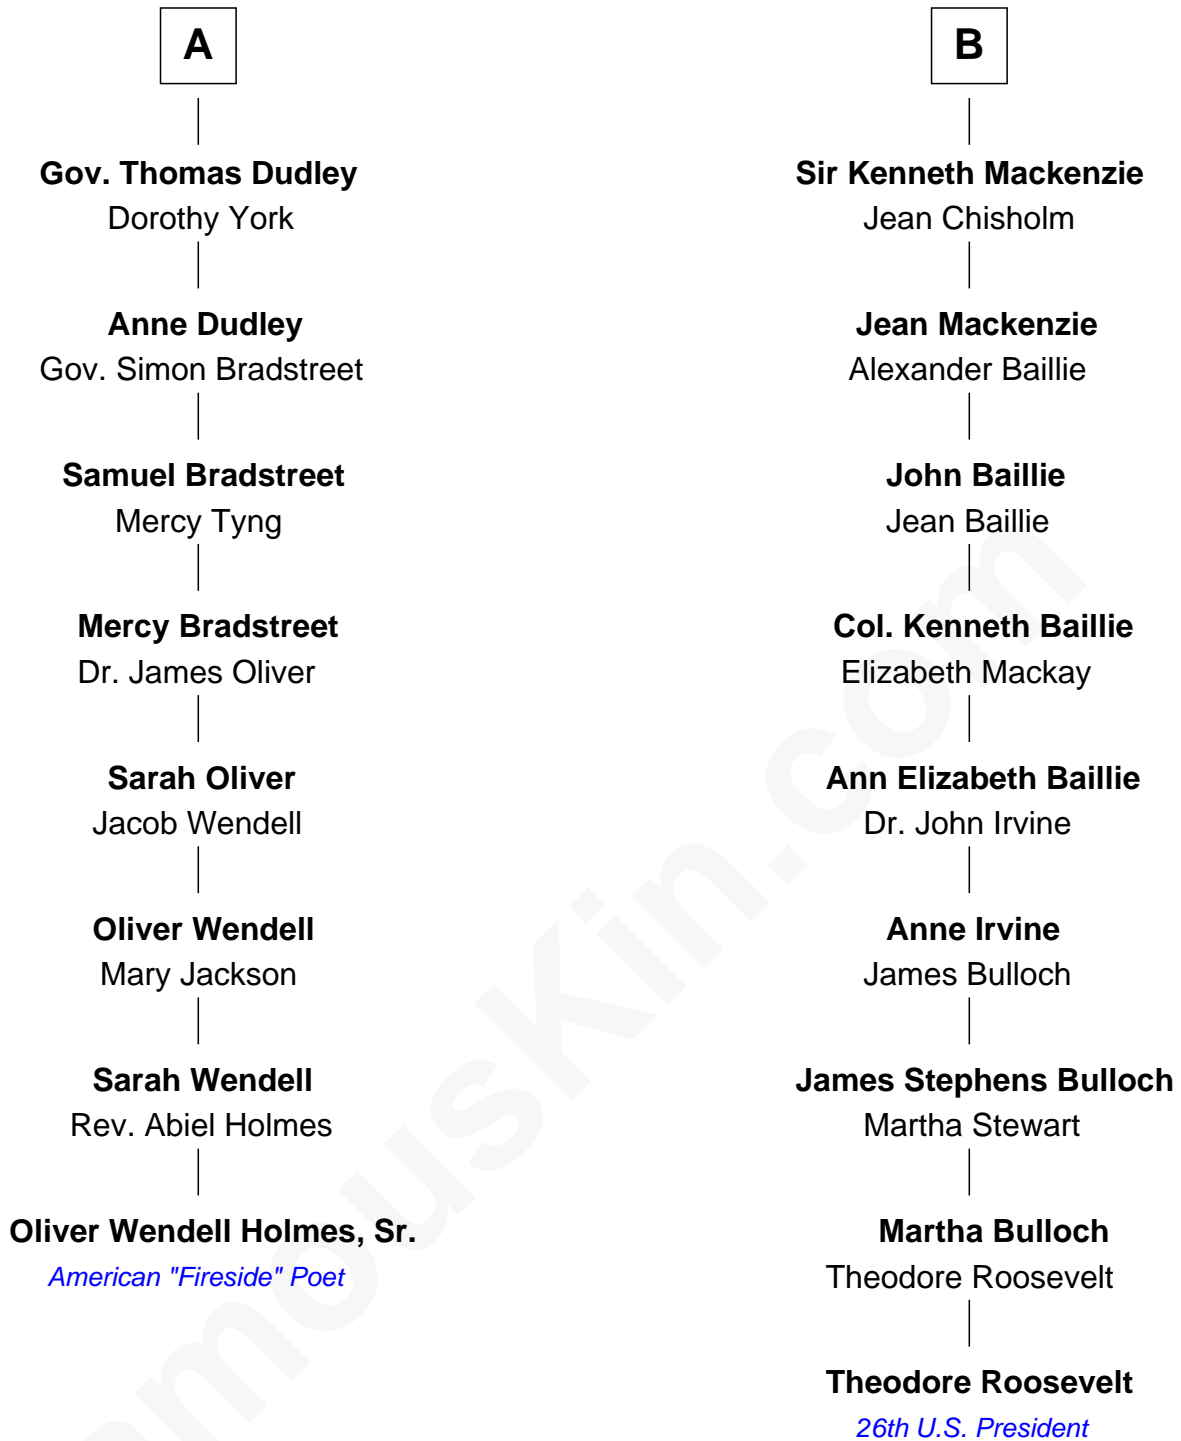 A
Gov. Thomas Dudley
Dorothy York
Anne Dudley
Gov. Simon Bradstreet
Samuel Bradstreet
Mercy Tyng
Mercy Bradstreet
Dr. James Oliver
Sarah Oliver
Jacob Wendell
Oliver Wendell
Mary Jackson
Sarah Wendell
Rev. Abiel Holmes
Oliver Wendell Holmes, Sr.
American "Fireside" Poet
B
Sir Kenneth Mackenzie
Jean Chisholm
Jean Mackenzie
Alexander Baillie
John Baillie
Jean Baillie
Col. Kenneth Baillie
Elizabeth Mackay
Ann Elizabeth Baillie
Dr. John Irvine
Anne Irvine
James Bulloch
James Stephens Bulloch
Martha Stewart
Martha Bulloch
Theodore Roosevelt
Theodore Roosevelt
26th U.S. President
amousKin.com